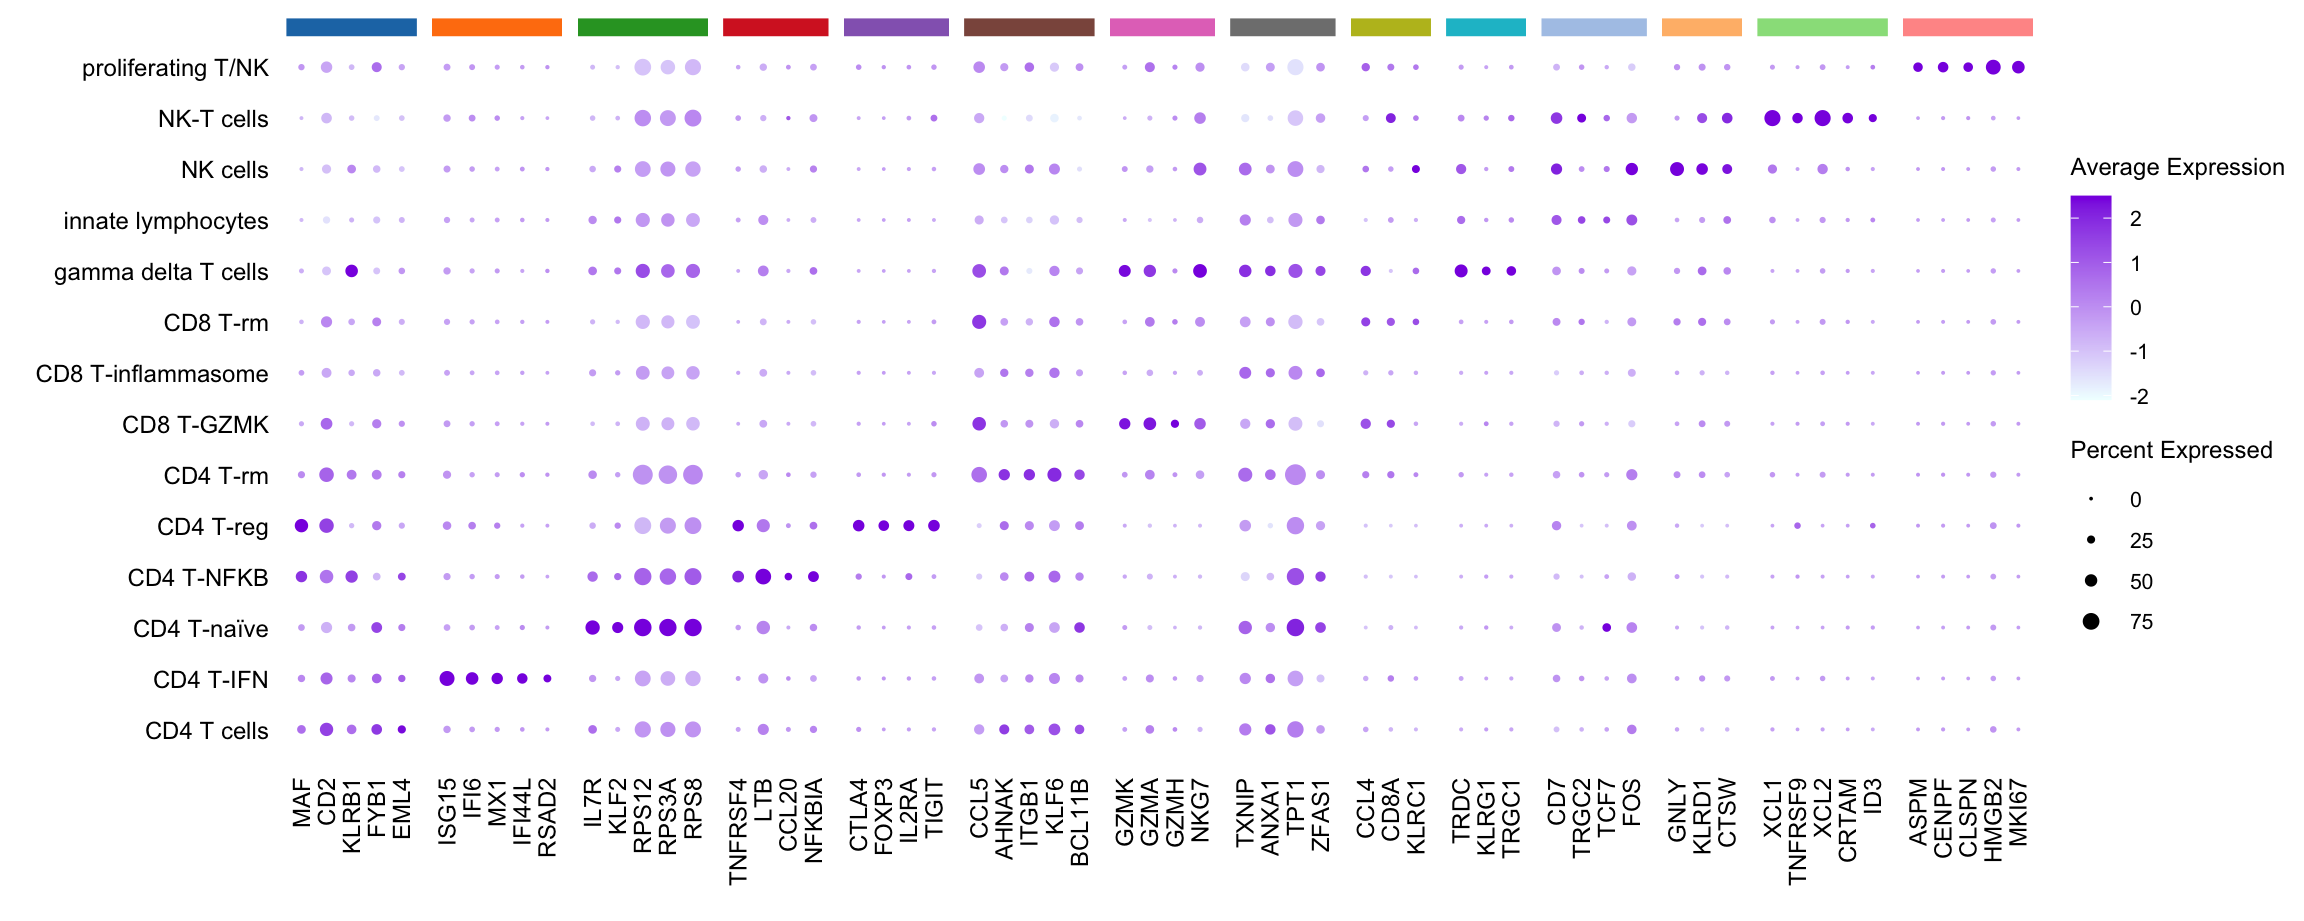 proliferating T/NK
NK-T cells
NK cells
innate lymphocytes
gamma delta T cells
CD8 T-rm
CD8 T-inflammasome
CD8 T-GZMK
CD4 T-rm
CD4 T-reg
CD4 T-NFKB
CD4 T-naïve
CD4 T-IFN
CD4 T cells
MAF
CD2
KLRB1
FYB1
EML4
ISG15
IFI6
MX1
IFI44L
RSAD2
IL7R
KLF2
RPS12
RPS3A
RPS8
TNFRSF4
LTB
CCL20
NFKBIA
CTLA4
FOXP3
IL2RA
TIGIT
CCL5
AHNAK
ITGB1
KLF6
BCL11B
GZMK
GZMA
GZMH
NKG7
TXNIP
ANXA1
TPT1
ZFAS1
CCL4
CD8A
KLRC1
TRDC
KLRG1
TRGC1
CD7
TRGC2
TCF7
FOS
GNLY
KLRD1
CTSW
XCL1
TNFRSF9
XCL2
CRTAM
ID3
ASPM
CENPF
CLSPN
HMGB2
MKI67
Average Expression
2
1
0
-1
-2
Percent Expressed
0
25
50
75